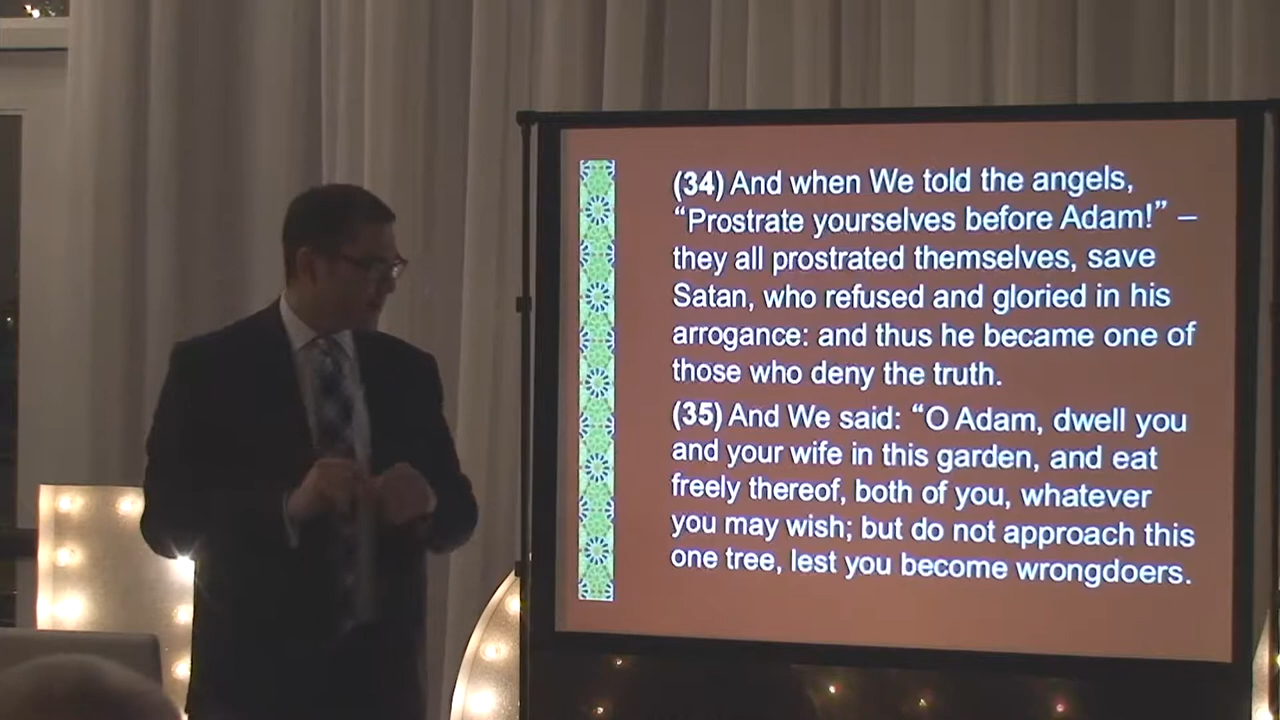 (34) And when We told the angels,
“Prostrate yourselves before Adam!” –
they all prostrated themselves, save
Satan, who refused and gloried in his
arrogance: and thus he became one of
those who deny the truth.
(35) And We said: “O Adam, dwell you
and your wife in this garden, and eat
freely thereof, both of you, whatever
you may wish; but do not approach this
one tree, lest you become wrongdoers.